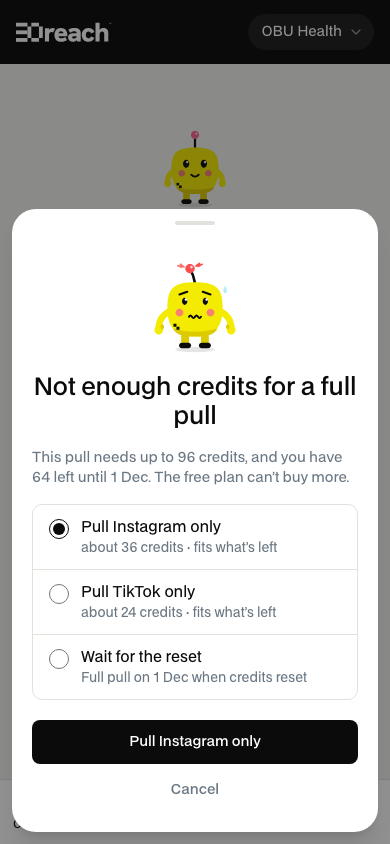 reach
OBU Health
Not enough credits for a full
pull
This pull needs up to 96 credits, and you have
64 left until 1 Dec. The free plan can’t buy more.
Pull Instagram only
about 36 credits · fits what’s left
Pull TikTok only
about 24 credits · fits what’s left
Wait for the reset
Full pull on 1 Dec when credits reset
Pull Instagram only
Cancel